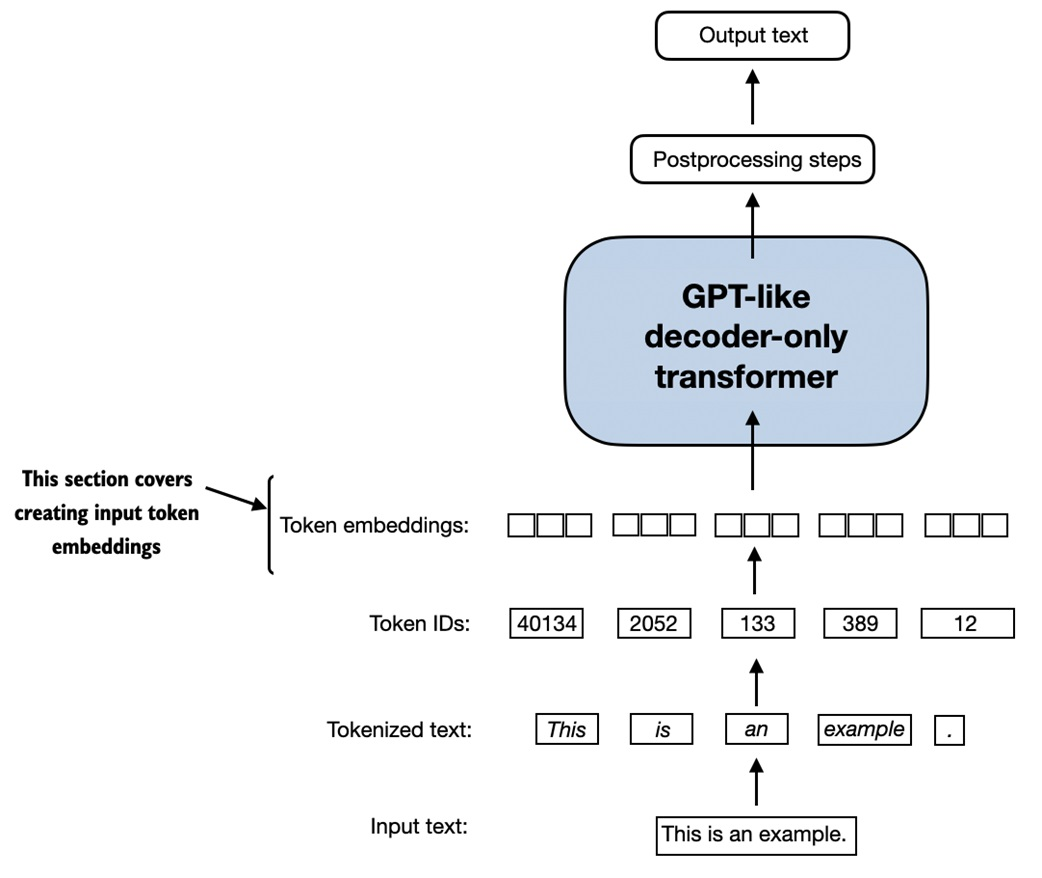 Output text
Postprocessing steps
GPT-like
decoder-only
transformer
This section covers
creating input token
embeddings
Token embeddings:
Token IDs: 40134 2052 133 389 12
Tokenized text: This is an example .
Input text: This is an example.